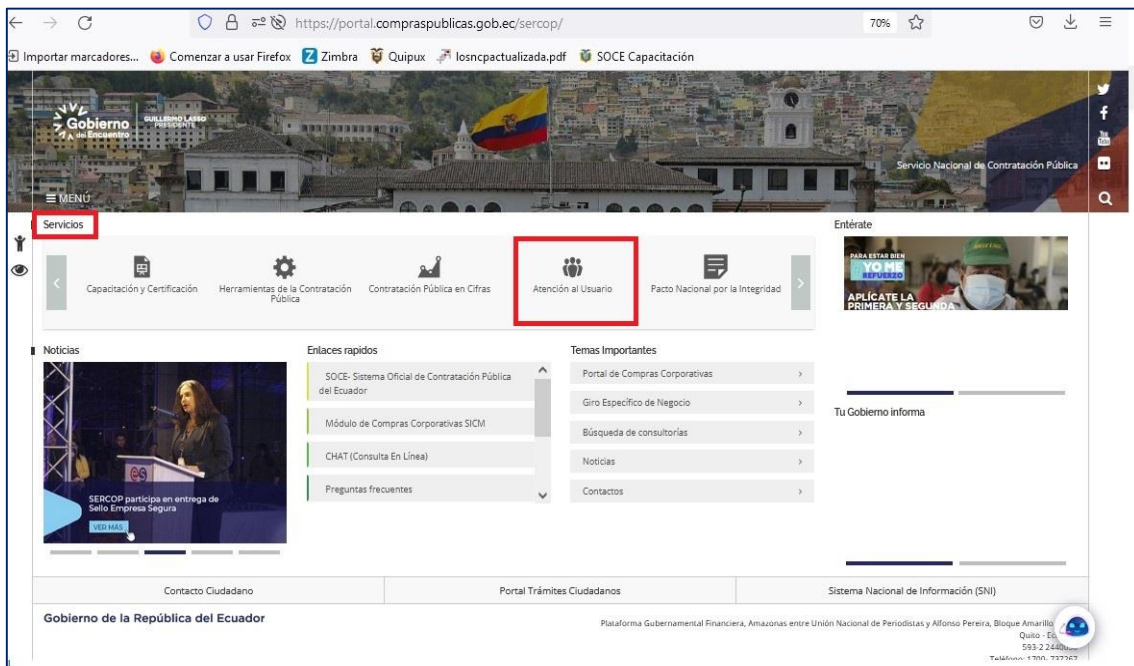 https://portal.compraspublicas.gob.ec/sercop/
70%
Importar marcadores...
Comenzar a usar Firefox
Zimbra
Quipux
losncpactualizada.pdf
SOCE Capacitación
Gobierno
del Encuentro
GUILLERMO LASSO
PRESIDENTE
Servicio Nacional de Contratación Pública
MENÚ
Servicios
Capacitación y Certificación
Herramientas de la Contratación
Pública
Contratación Pública en Cifras
Atención al Usuario
Pacto Nacional por la Integridad
Entérate
PARA ESTAR BIEN
YO ME
REFUERZO
APLÍCATE LA
PRIMERA Y SEGUNDA
Noticias
SERCOP participa en entrega de
Sello Empresa Segura
VER MÁS
Enlaces rapidos
SOCE- Sistema Oficial de Contratación Pública
del Ecuador
Módulo de Compras Corporativas SICM
CHAT (Consulta En Línea)
Preguntas frecuentes
Temas Importantes
Portal de Compras Corporativas
Giro Específico de Negocio
Búsqueda de consultorías
Noticias
Contactos
Tu Gobierno informa
Contacto Ciudadano
Portal Trámites Ciudadanos
Sistema Nacional de Información (SNI)
Gobierno de la República del Ecuador
Plataforma Gubernamental Financiera, Amazonas entre Unión Nacional de Periodistas y Alfonso Pereira, Bloque Amarillo
Quito -
593-2
Teléfono: 1700- 737267